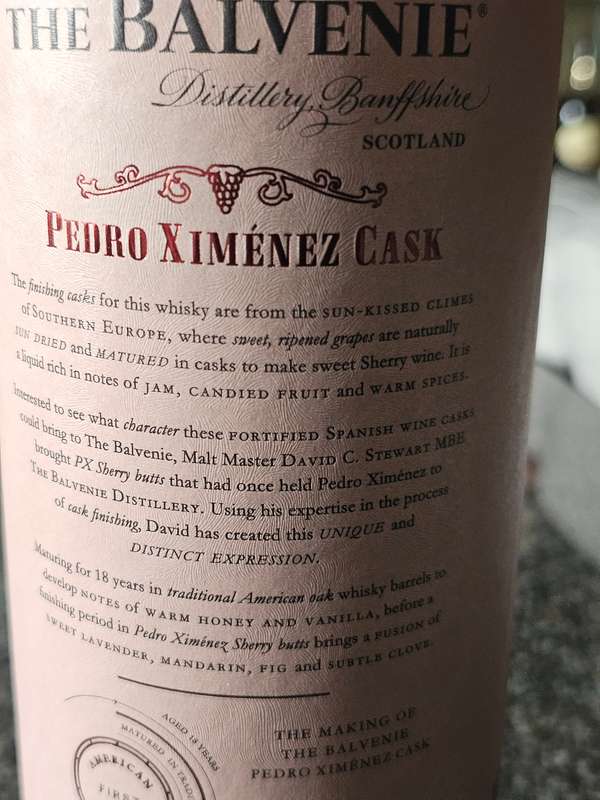 THE BALVENIE®
Distillery, Banffshire
SCOTLAND
PEDRO XIMÉNEZ CASK
The finishing casks for this whisky are from the SUN-KISSED CLIMES
of SOUTHERN EUROPE, where sweet, ripened grapes are naturally
SUN DRIED and MATURED in casks to make sweet Sherry wine. It is
a liquid rich in notes of JAM, CANDIED FRUIT and WARM SPICES.
Interested to see what character these FORTIFIED SPANISH WINE CASKS
could bring to The Balvenie, Malt Master DAVID C. STEWART MBE
brought PX Sherry butts that had once held Pedro Ximénez to
THE BALVENIE DISTILLERY. Using his expertise in the process
of cask finishing, David has created this UNIQUE and
DISTINCT EXPRESSION.
Maturing for 18 years in traditional American oak whisky barrels to
develop NOTES of WARM HONEY AND VANILLA, before a
finishing period in Pedro Ximénez Sherry butts brings a FUSION of
SWEET LAVENDER, MANDARIN, FIG and SUBTLE CLOVE.
AGED 18 YEARS
MATURED IN
AMERICAN
FIRST
THE MAKING OF
THE BALVENIE
PEDRO XIMÉNEZ CASK